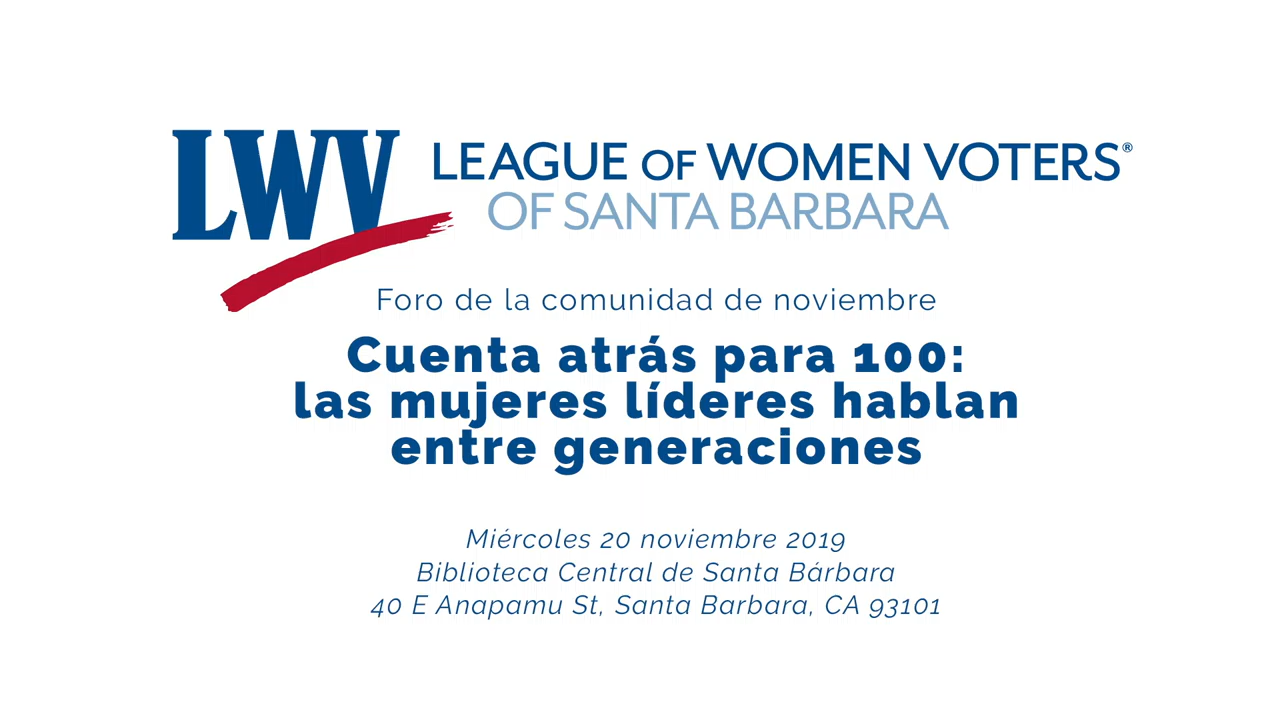 LWV LEAGUE OF WOMEN VOTERS®
OF SANTA BARBARA
Foro de la comunidad de noviembre
Cuenta atrás para 100:
las mujeres líderes hablan
entre generaciones
Miércoles 20 noviembre 2019
Biblioteca Central de Santa Bárbara
40 E Anapamu St, Santa Barbara, CA 93101